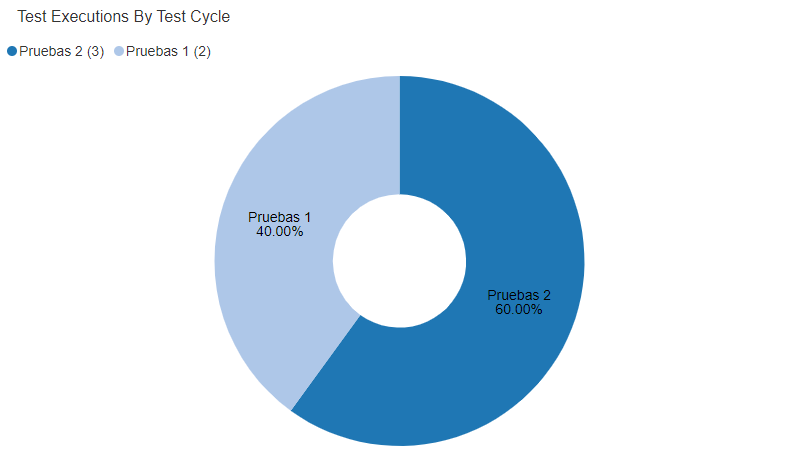 Test Executions By Test Cycle
Pruebas 2 (3) Pruebas 1 (2)
Pruebas 1
40.00%
Pruebas 2
60.00%